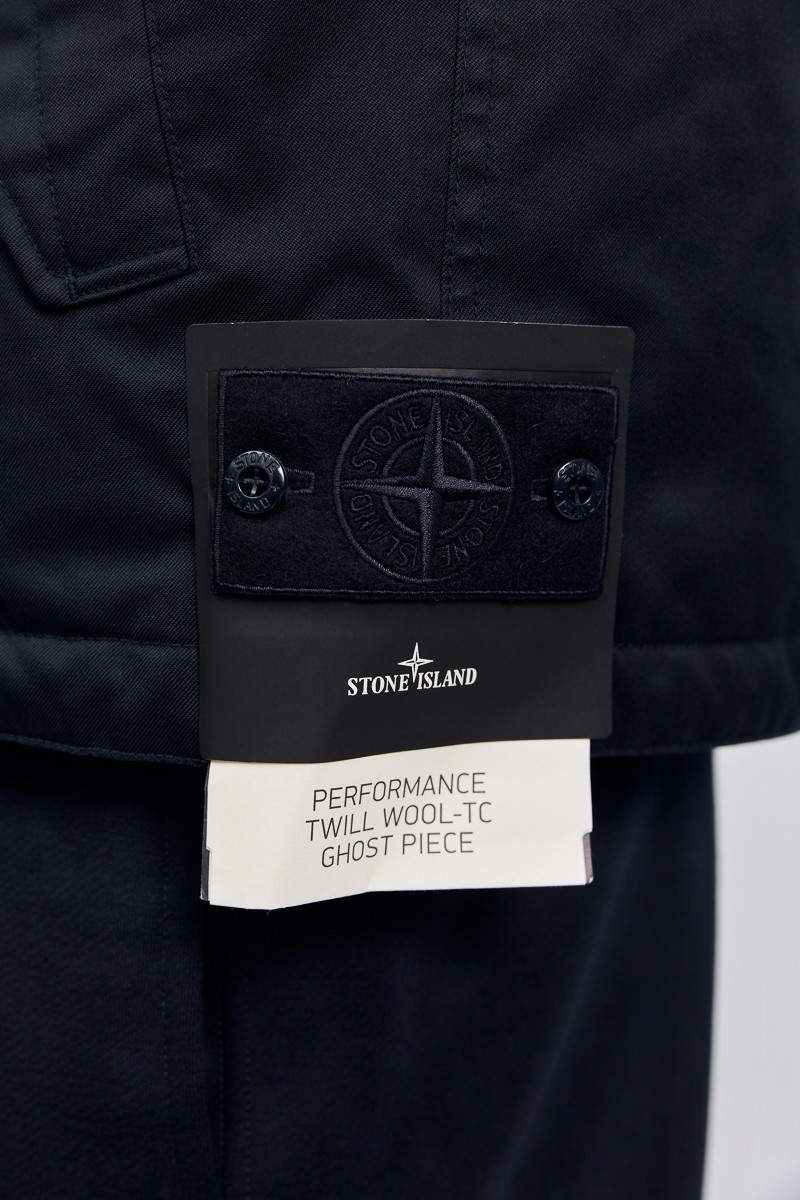 STONE ISLAND STONE ISLAND
STONE ISLAND
STONE ISLAND
STONE ISLAND
PERFORMANCE
TWILL WOOL-TC
GHOST PIECE